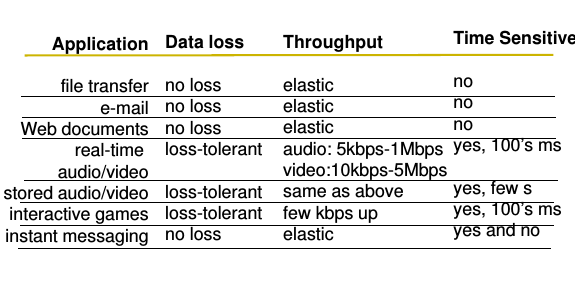 Application Data loss Throughput Time Sensitive
file transfer no loss elastic no
e-mail no loss elastic no
Web documents no loss elastic no
real-time loss-tolerant audio: 5kbps-1Mbps yes, 100's ms
audio/video video:10kbps-5Mbps
stored audio/video loss-tolerant same as above yes, few s
interactive games loss-tolerant few kbps up yes, 100's ms
instant messaging no loss elastic yes and no